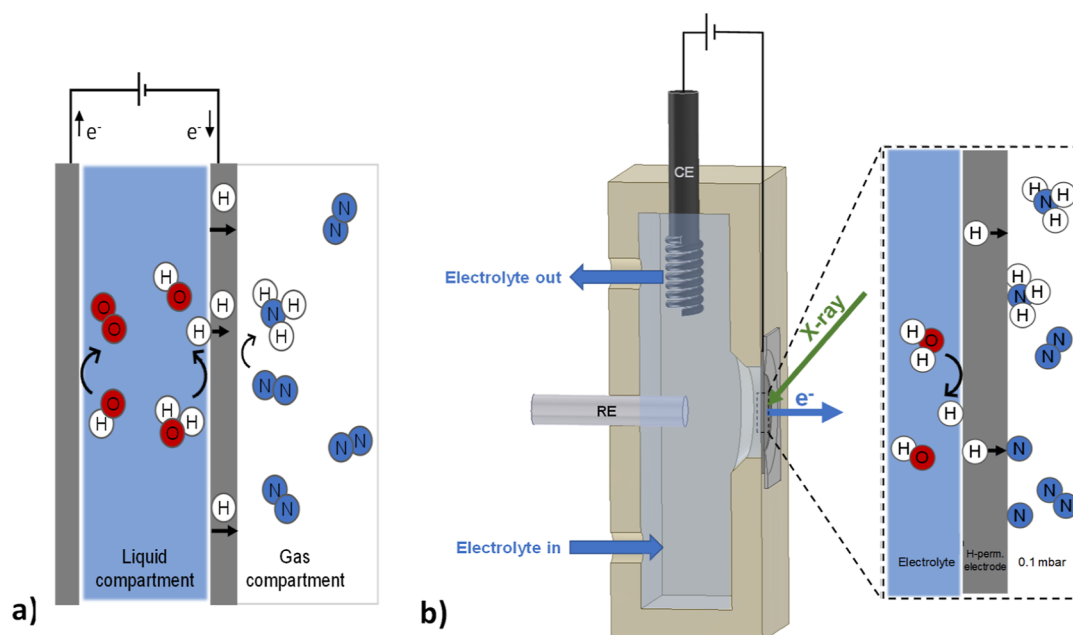 e-
e-
H
N
N
H
H
O
O
H
O
H
H
N
H
H
H
N
N
H
O
H
H
O
N
N
H
N
N
Liquid
compartment
Gas
compartment
a)
CE
Electrolyte out
X-ray
RE
e-
Electrolyte in
H
N
H
H
H
H
N
H
H
H
O
H
N
N
H
H
O
H
N
N
N
N
Electrolyte
H-perm.
electrode
0.1 mbar
b)